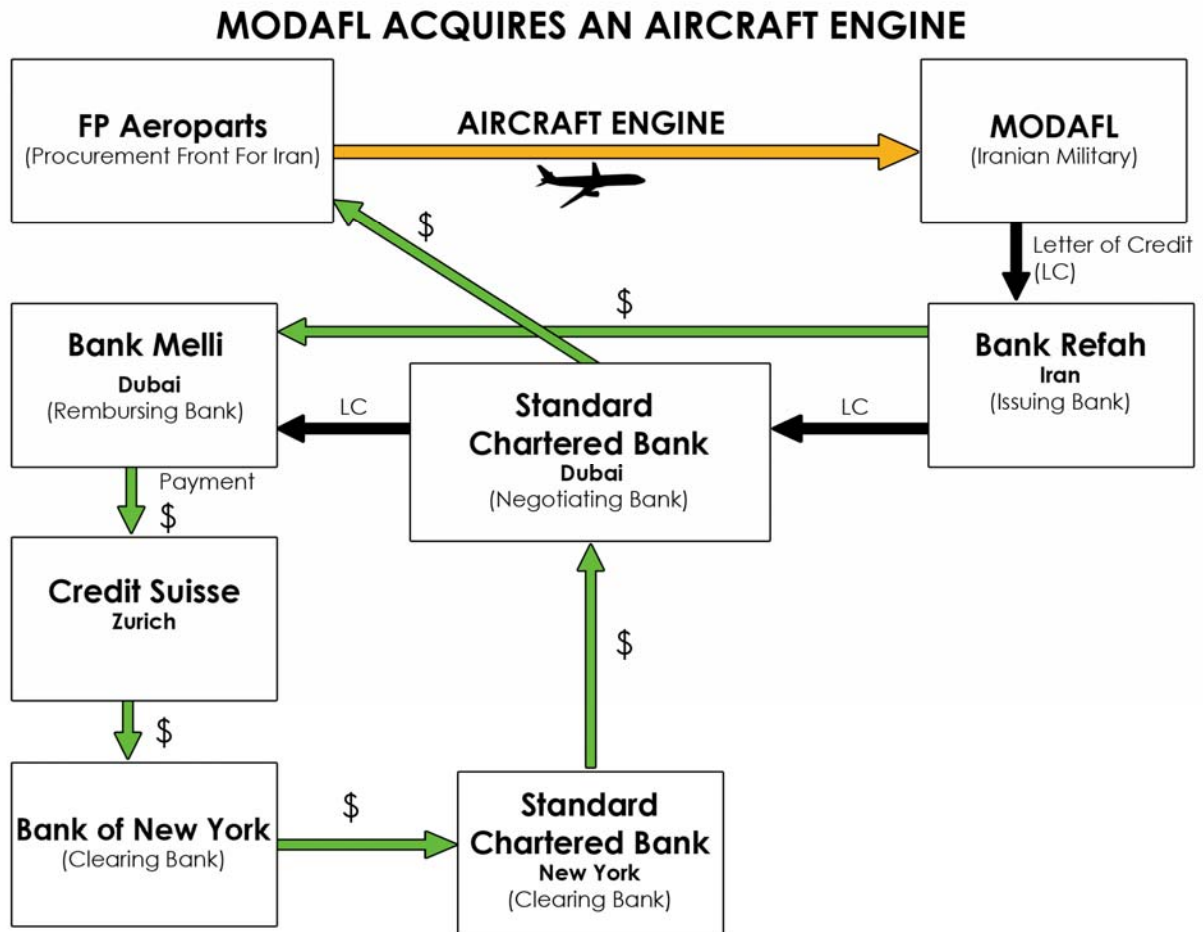 MODAFL ACQUIRES AN AIRCRAFT ENGINE
FP Aeroparts
(Procurement Front For Iran)
AIRCRAFT ENGINE
MODAFL
(Iranian Military)
$
Letter of Credit
(LC)
$
Bank Melli
Dubai
(Rembursing Bank)
LC
Standard
Chartered Bank
Dubai
(Negotiating Bank)
LC
Bank Refah
Iran
(Issuing Bank)
Payment
$
Credit Suisse
Zurich
$
$
Bank of New York
(Clearing Bank)
$
Standard
Chartered Bank
New York
(Clearing Bank)